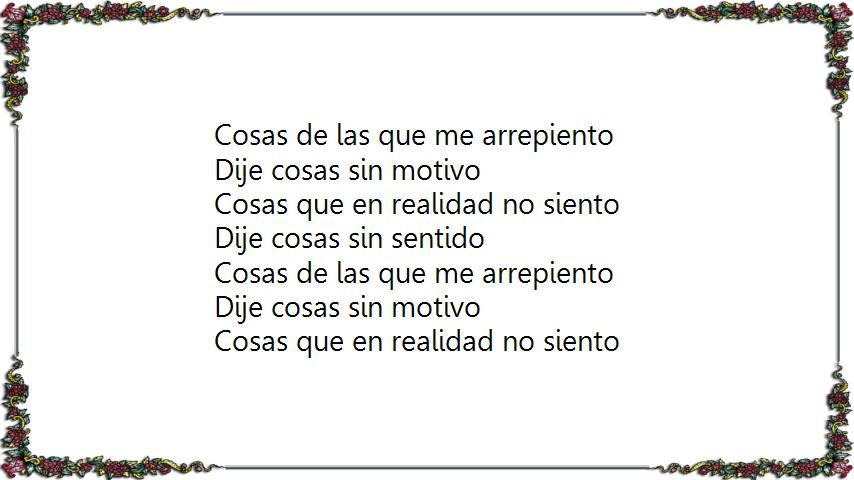 Cosas de las que me arrepiento
Dije cosas sin motivo
Cosas que en realidad no siento
Dije cosas sin sentido
Cosas de las que me arrepiento
Dije cosas sin motivo
Cosas que en realidad no siento